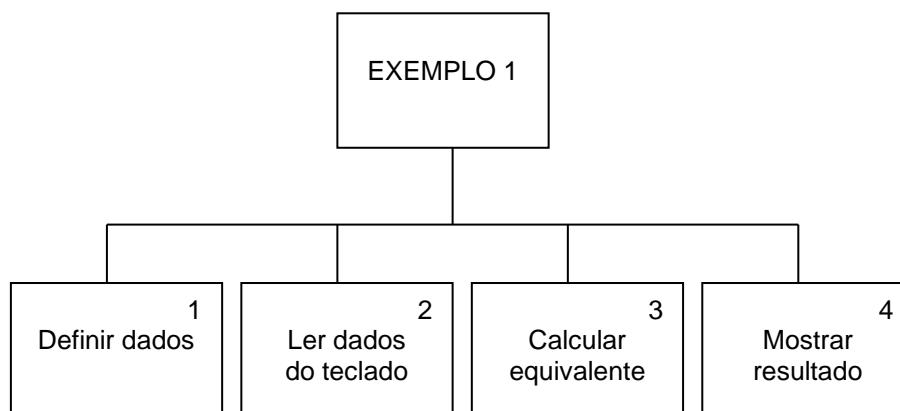 EXEMPLO 1
1
Definir dados
2
Ler dados
do teclado
3
Calcular
equivalente
4
Mostrar
resultado